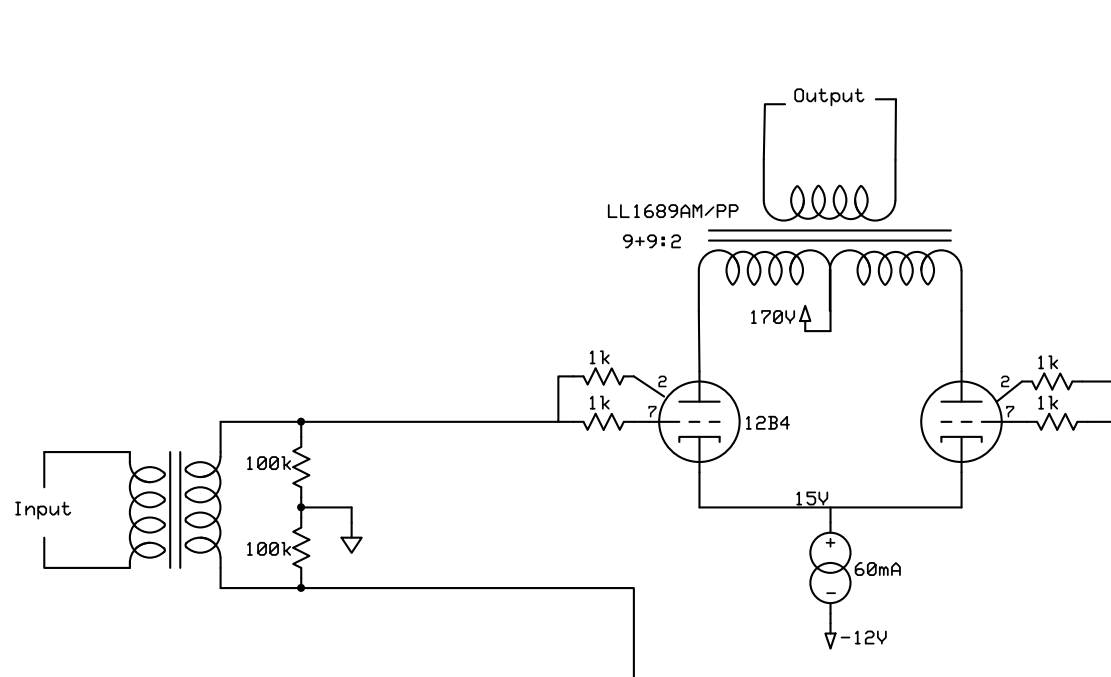 Output
LL1689AM/PP
9+9:2
170V
1k
2
1k
7
12B4
1k
2
1k
7
100k
Input
100k
15V
+
60mA
-
-12V